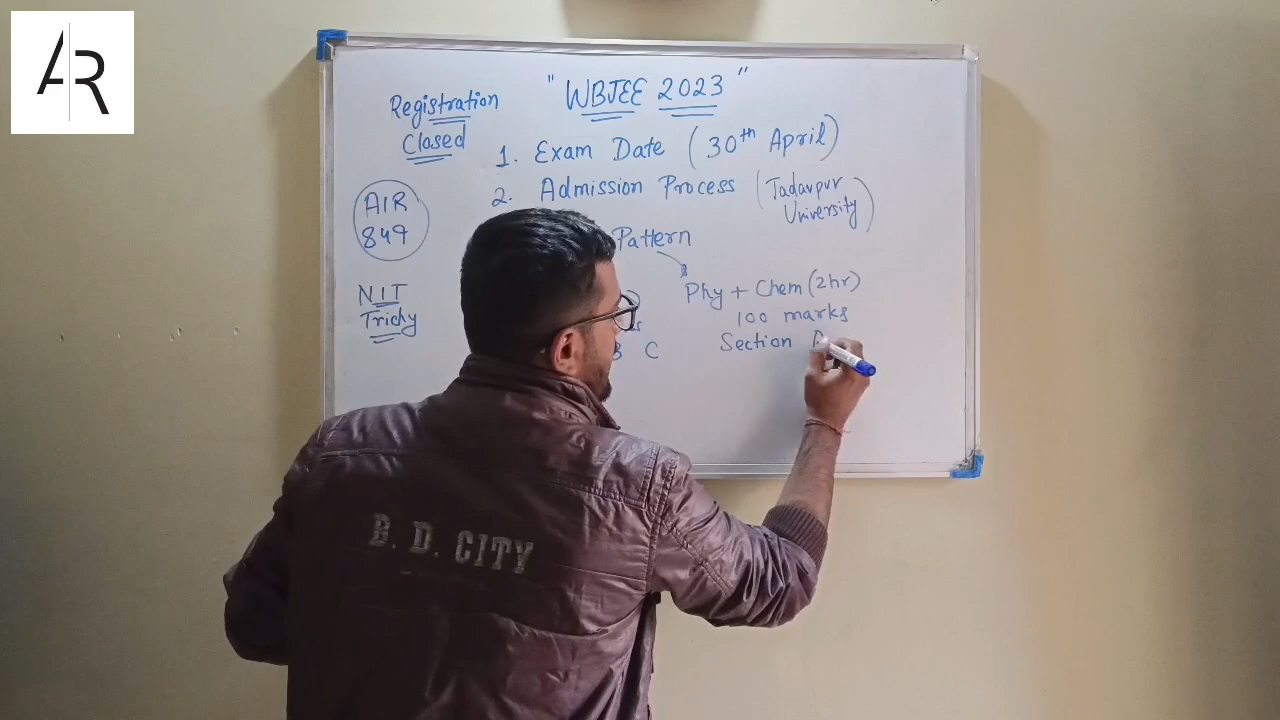 AR
" WBJEE 2023 "
Registration
Closed
1. Exam Date (30th April)
2. Admission Process (Jadavpur
University)
AIR
849
Pattern
Phy + Chem (2hr)
100 marks
Section
NIT
Trichy
B C
B. D. CITY